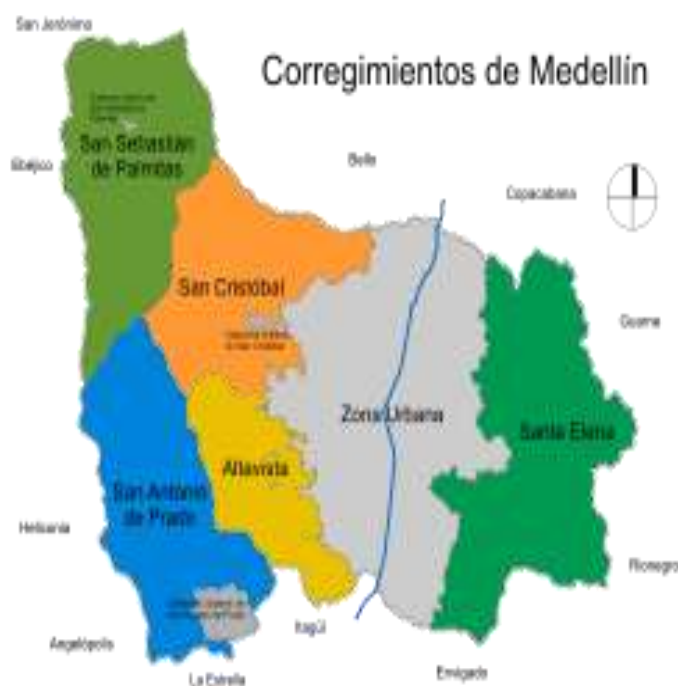 San Jerónimo
Corregimientos de Medellín
San Sebastián
de Palmitas
Ebéjico
Bello
Copacabana
San Cristóbal
Guarne
Zona Urbana
Santa Elena
Altavista
San Antonio
de Prado
Heliconia
Rionegro
Itagüí
Angelópolis
La Estrella
Envigado